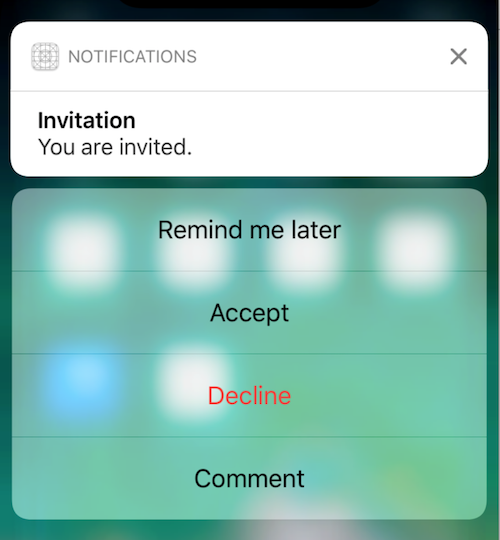 NOTIFICATIONS
Invitation
You are invited.
Remind me later
Accept
Decline
Comment